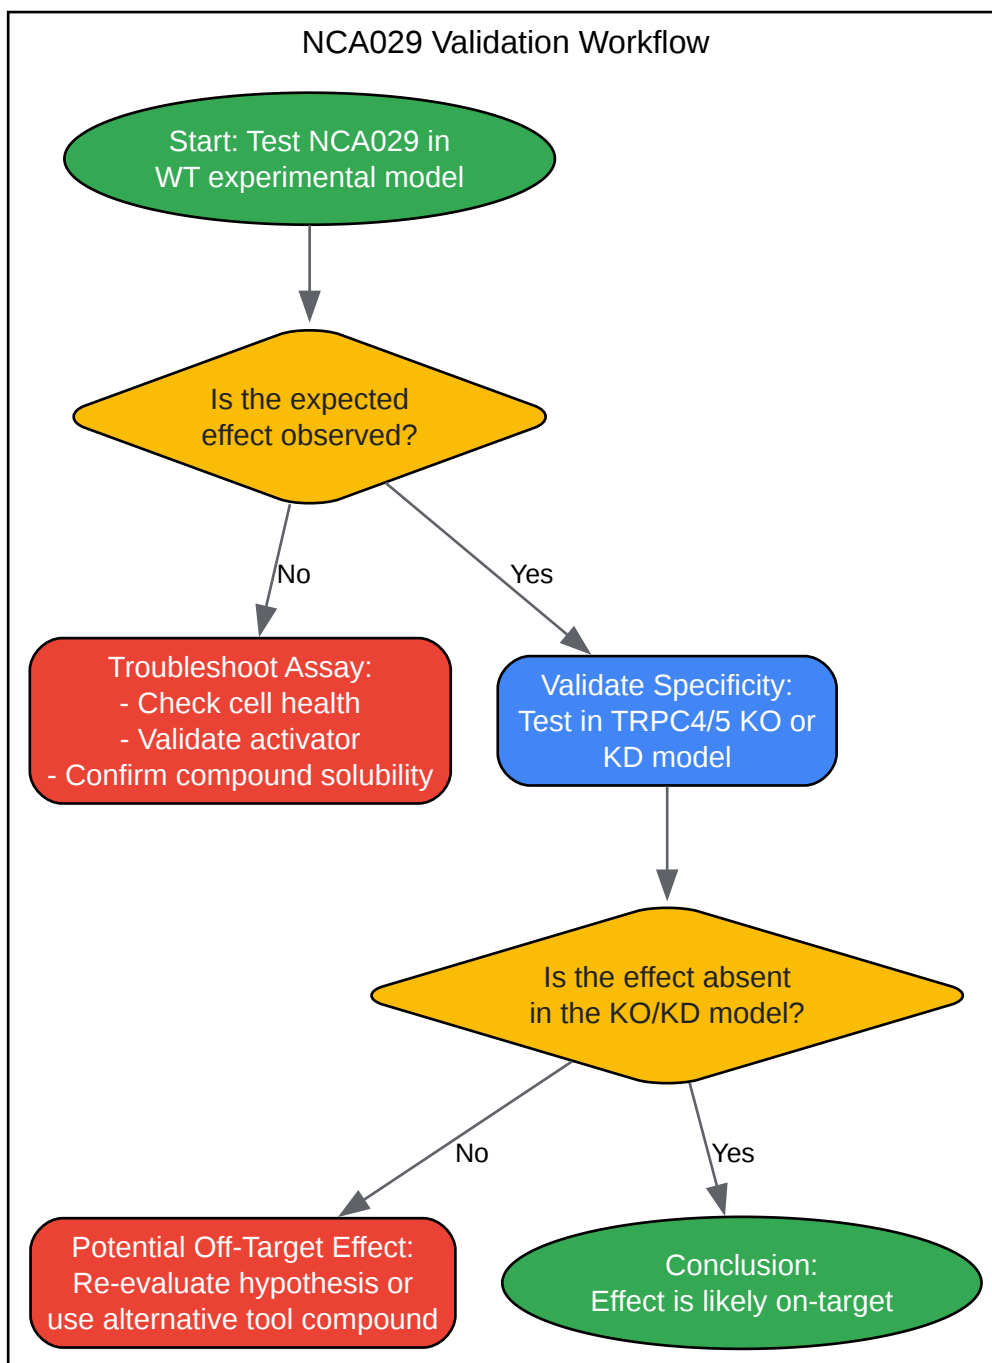 NCA029 Validation Workflow
Start: Test NCA029 in
WT experimental model
Is the expected
effect observed?
No
Yes
Troubleshoot Assay:
- Check cell health
- Validate activator
- Confirm compound solubility
Validate Specificity:
Test in TRPC4/5 KO or
KD model
Is the effect absent
in the KO/KD model?
No
Yes
Potential Off-Target Effect:
Re-evaluate hypothesis or
use alternative tool compound
Conclusion:
Effect is likely on-target